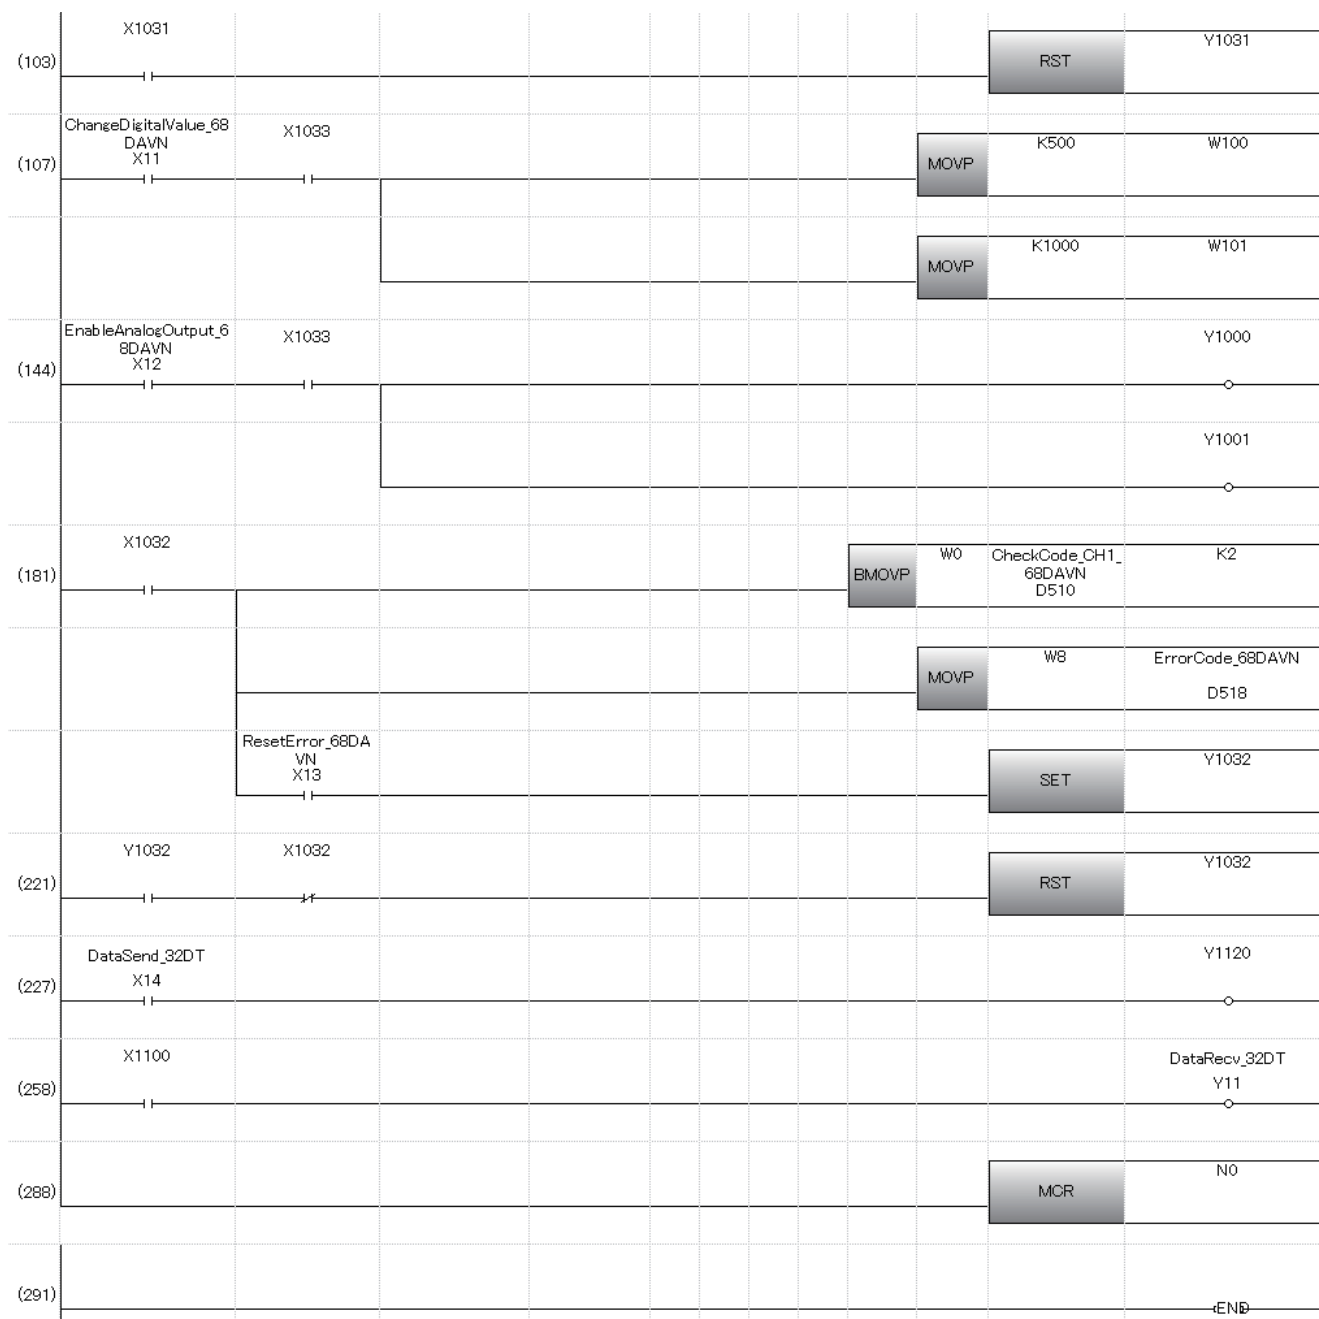 X1031
Y1031
(103)
RST
ChangeDigitalValue_68
DAVN
X11
X1033
K500
W100
(107)
MOVP
K1000
W101
MOVP
EnableAnalogOutput_6
8DAVN
X12
X1033
Y1000
(144)
Y1001
X1032
W0
CheckCode_CH1_
68DAVN
D510
K2
(181)
BMOVP
W8
ErrorCode_68DAVN
MOVP
D518
ResetError_68DA
VN
X13
Y1032
SET
Y1032
X1032
Y1032
(221)
RST
DataSend_32DT
X14
Y1120
(227)
X1100
DataRecv_32DT
Y11
(258)
N0
(288)
MCR
(291)
END